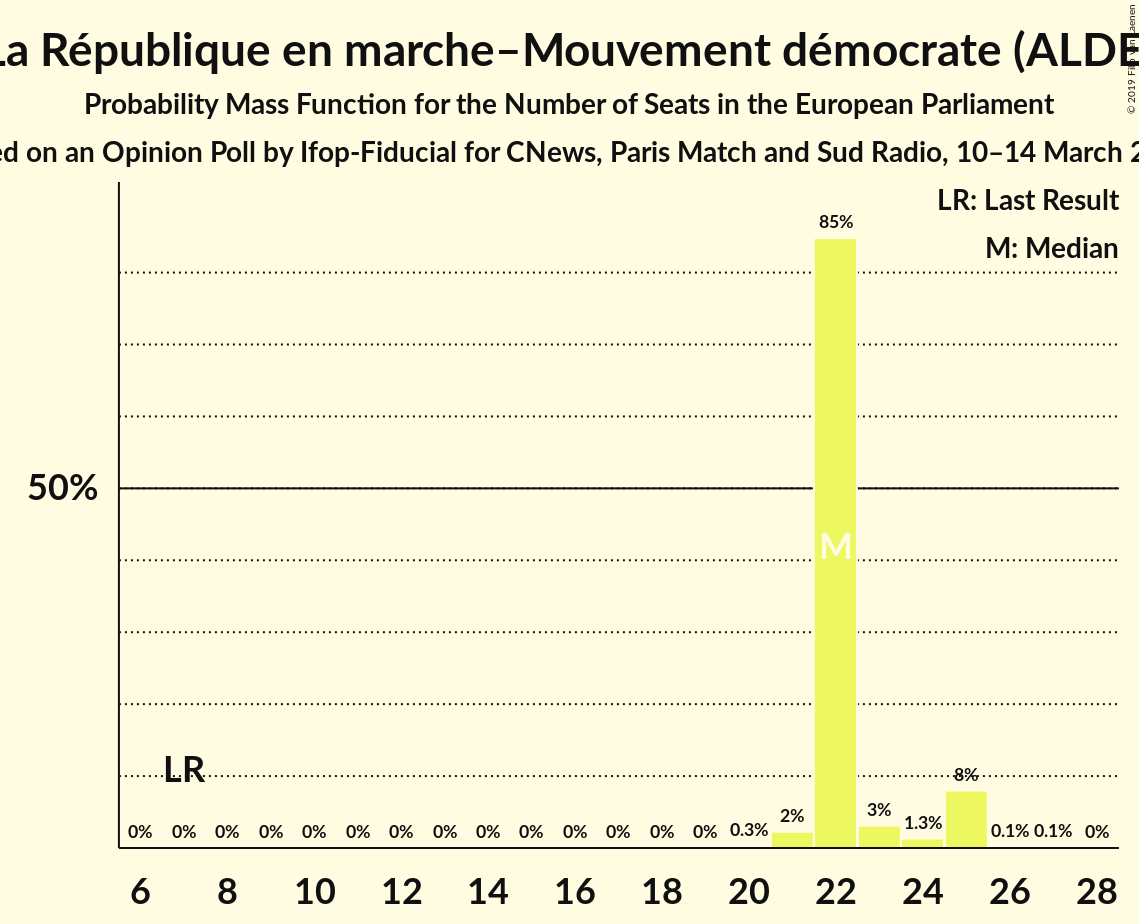 La République en marche–Mouvement démocrate (ALDE
Probability Mass Function for the Number of Seats in the European Parliament
on an Opinion Poll by Ifop-Fiducial for CNews, Paris Match and Sud Radio, 10–14 March
© 2019
LR: Last Result
M: Median
85%
50%
M
LR
0% 0% 0% 0% 0% 0% 0% 0% 0% 0% 0% 0% 0% 0% 0.3% 2% 3% 1.3% 8% 0.1% 0.1% 0%
6 8 10 12 14 16 18 20 22 24 26 28